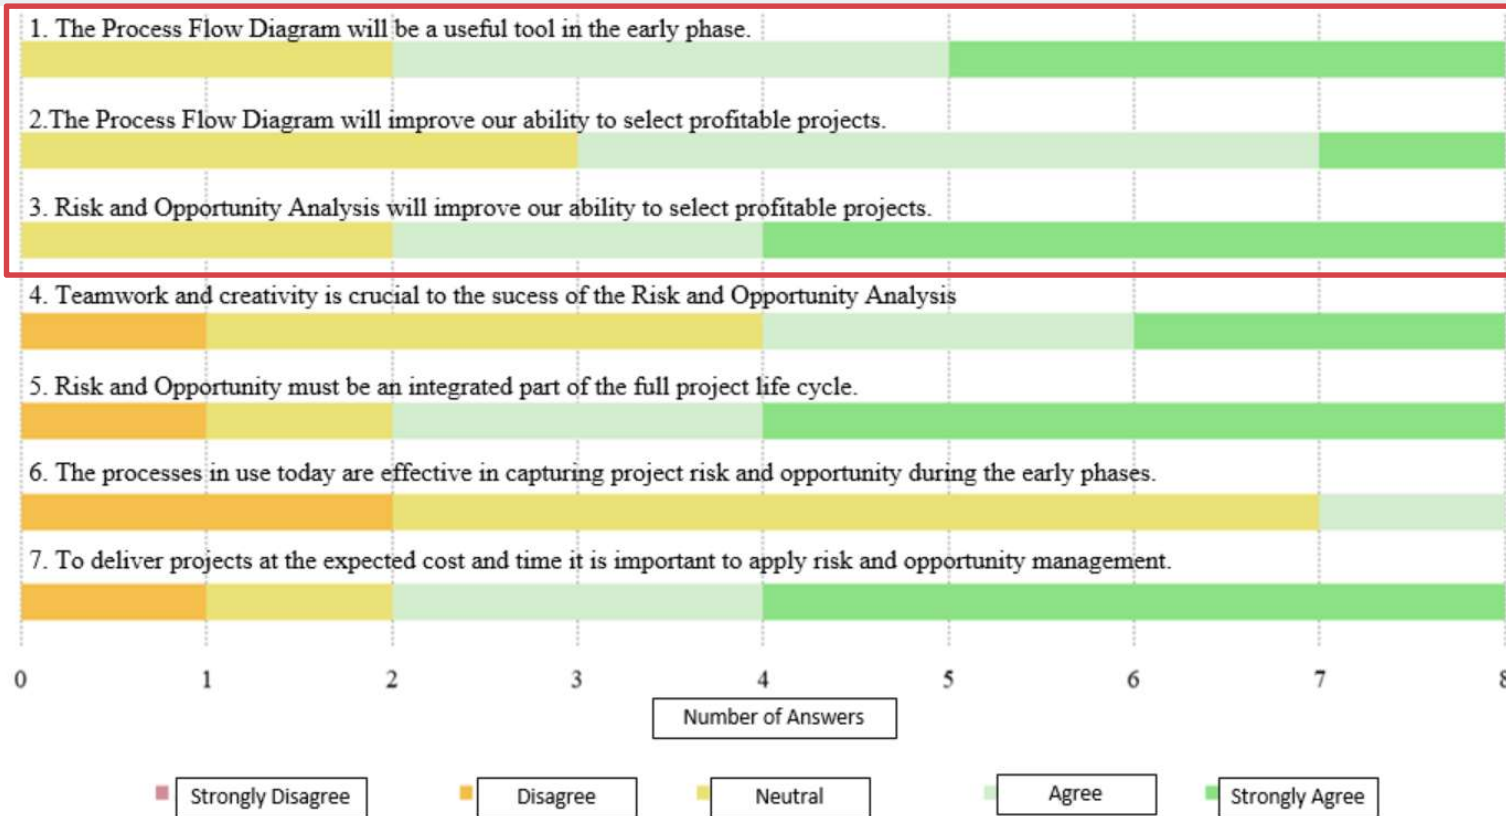 1. The Process Flow Diagram will be a useful tool in the early phase.
2.The Process Flow Diagram will improve our ability to select profitable projects.
3. Risk and Opportunity Analysis will improve our ability to select profitable projects.
4. Teamwork and creativity is crucial to the sucess of the Risk and Opportunity Analysis
5. Risk and Opportunity must be an integrated part of the full project life cycle.
6. The processes in use today are effective in capturing project risk and opportunity during the early phases.
7. To deliver projects at the expected cost and time it is important to apply risk and opportunity management.
0 1 2 3 4 5 6 7 8
Number of Answers
Strongly Disagree Disagree Neutral Agree Strongly Agree